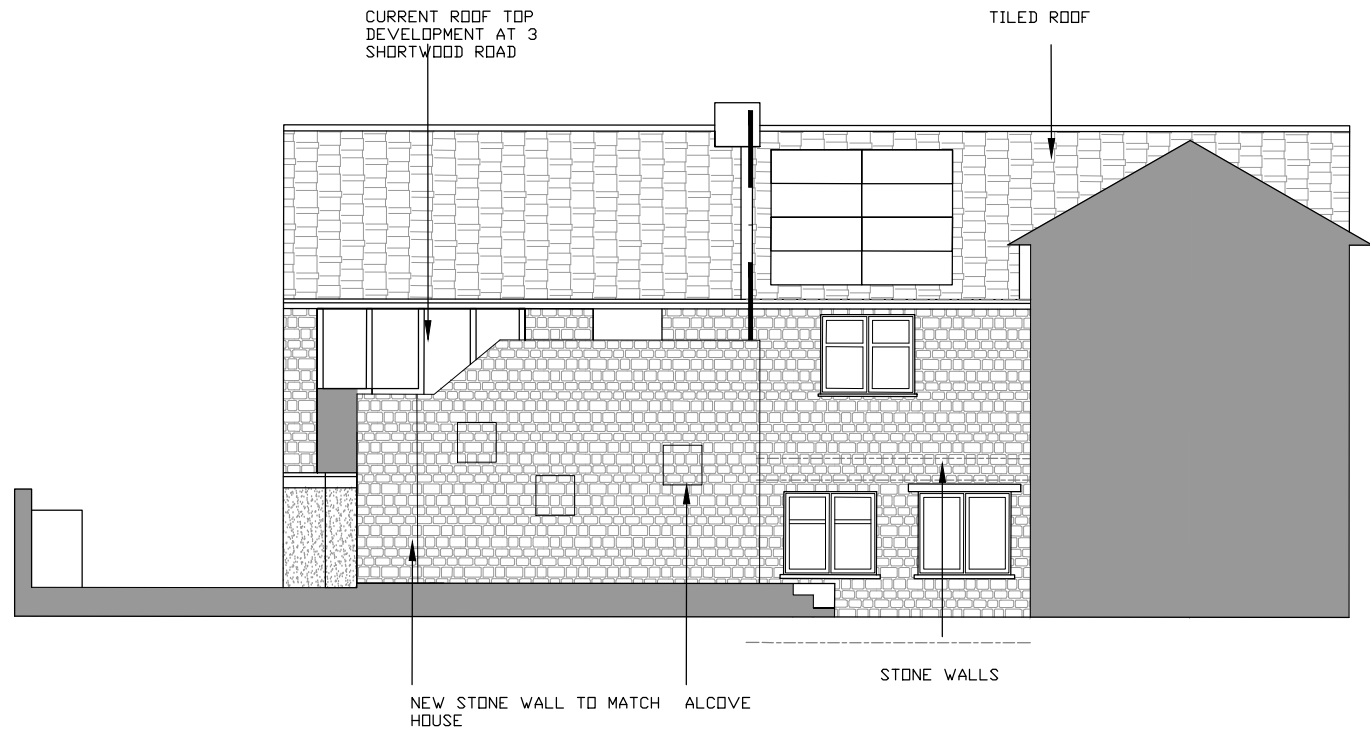 CURRENT ROOF TOP
DEVELOPMENT AT 3
SHORTWOOD ROAD
TILED ROOF
STONE WALLS
NEW STONE WALL TO MATCH
HOUSE
ALCOVE